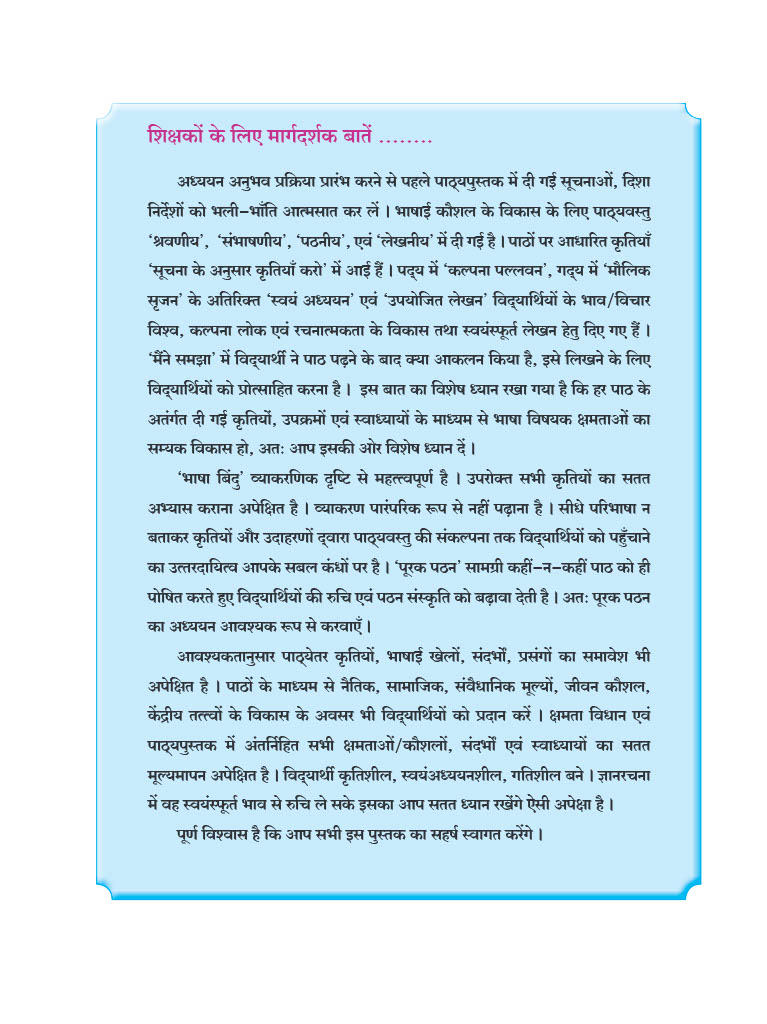 शिक्षकों के लिए मार्गदर्शक बातें ........
अध्ययन अनुभव प्रक्रिया प्रारंभ करने से पहले पाठ्यपुस्तक में दी गई सूचनाओं, दिशा
निर्देशों को भली-भाँति आत्मसात कर लें । भाषाई कौशल के विकास के लिए पाठ्यवस्तु
‘श्रवणीय’, ‘संभाषणीय’, ‘पठनीय’, एवं ‘लेखनीय’ में दी गई है । पाठों पर आधारित कृतियाँ
‘सूचना के अनुसार कृतियाँ करो’ में आई हैं । पद्य में ‘कल्पना पल्लवन’, गद्य में ‘मौलिक
सृजन’ के अतिरिक्त ‘स्वयं अध्ययन’ एवं ‘उपयोजित लेखन’ विद्यार्थियों के भाव/विचार
विश्व, कल्पना लोक एवं रचनात्मकता के विकास तथा स्वयंस्फूर्त लेखन हेतु दिए गए हैं ।
‘मैंने समझा’ में विद्यार्थी ने पाठ पढ़ने के बाद क्या आकलन किया है, इसे लिखने के लिए
विद्यार्थियों को प्रोत्साहित करना है । इस बात का विशेष ध्यान रखा गया है कि हर पाठ के
अतंर्गत दी गई कृतियों, उपक्रमों एवं स्वाध्यायों के माध्यम से भाषा विषयक क्षमताओं का
सम्यक विकास हो, अतः आप इसकी ओर विशेष ध्यान दें ।
‘भाषा बिंदु’ व्याकरणिक दृष्टि से महत्त्वपूर्ण है । उपरोक्त सभी कृतियों का सतत
अभ्यास कराना अपेक्षित है । व्याकरण पारंपरिक रूप से नहीं पढ़ाना है । सीधे परिभाषा न
बताकर कृतियों और उदाहरणों द्वारा पाठ्यवस्तु की संकल्पना तक विद्यार्थियों को पहुँचाने
का उत्तरदायित्व आपके सबल कंधों पर है । ‘पूरक पठन’ सामग्री कहीं-न-कहीं पाठ को ही
पोषित करते हुए विद्यार्थियों की रुचि एवं पठन संस्कृति को बढ़ावा देती है । अतः पूरक पठन
का अध्ययन आवश्यक रूप से करवाएँ ।
आवश्यकतानुसार पाठ्येतर कृतियों, भाषाई खेलों, संदर्भों, प्रसंगों का समावेश भी
अपेक्षित है । पाठों के माध्यम से नैतिक, सामाजिक, संवैधानिक मूल्यों, जीवन कौशल,
केंद्रीय तत्त्वों के विकास के अवसर भी विद्यार्थियों को प्रदान करें । क्षमता विधान एवं
पाठ्यपुस्तक में अंतर्निहित सभी क्षमताओं/कौशलों, संदर्भों एवं स्वाध्यायों का सतत
मूल्यमापन अपेक्षित है । विद्यार्थी कृतिशील, स्वयंअध्ययनशील, गतिशील बने । ज्ञानरचना
में वह स्वयंस्फूर्त भाव से रुचि ले सके इसका आप सतत ध्यान रखेंगे ऐसी अपेक्षा है ।
पूर्ण विश्वास है कि आप सभी इस पुस्तक का सहर्ष स्वागत करेंगे ।